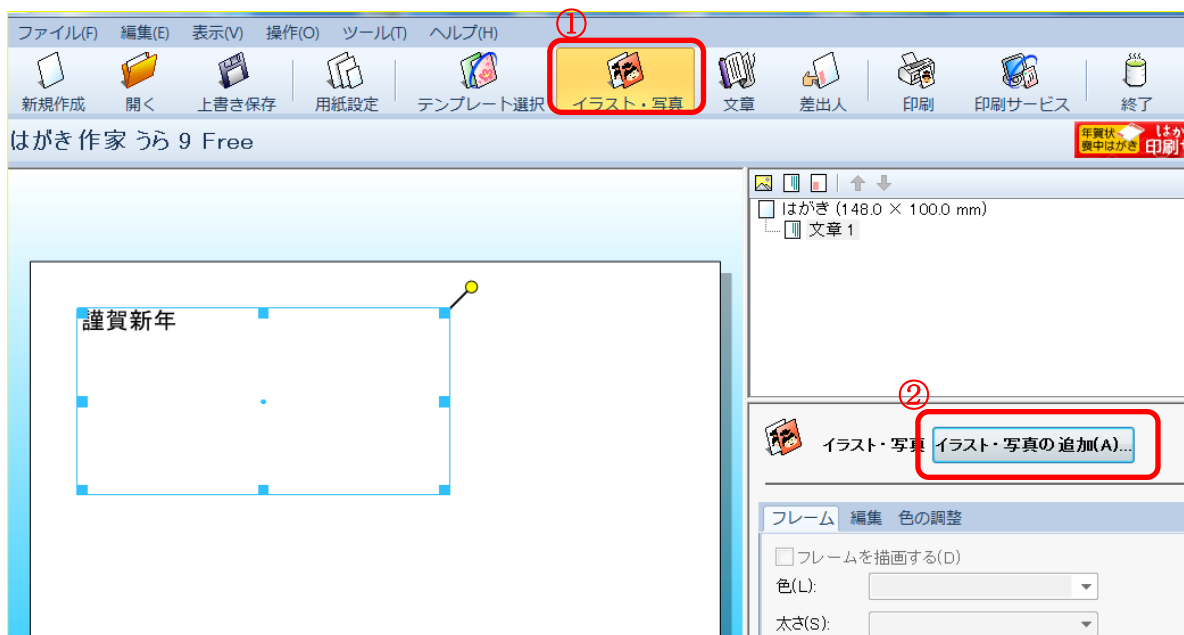 ①
ファイル(F) 編集(E) 表示(V) 操作(O) ツール(T) ヘルプ(H)
新規作成 開く 上書き保存 用紙設定 テンプレート選択 イラスト・写真 文章 差出人 印刷 印刷サービス 終了
はがき作家 うら 9 Free
年賀状
喪中はがき 印刷
はがき (148.0 × 100.0 mm)
文章 1
謹賀新年
②
イラスト・写真 イラスト・写真の追加(A)...
フレーム 編集 色の調整
フレームを描画する(D)
色(L):
太さ(S):